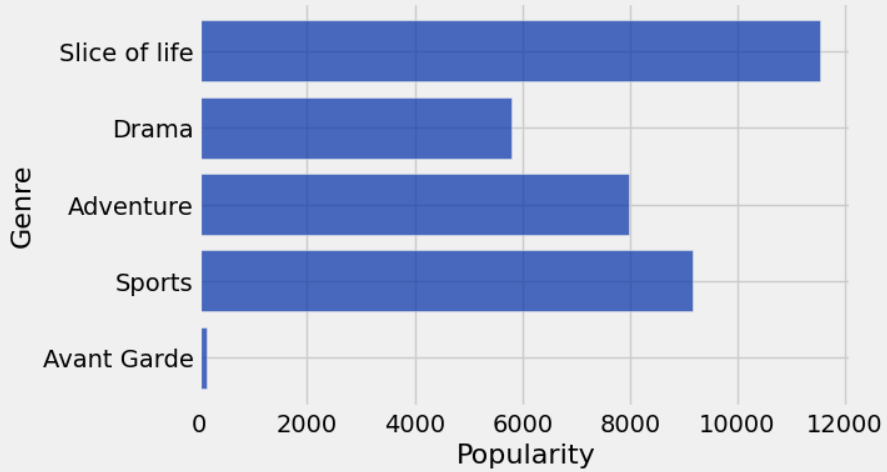 Slice of life
Drama
Adventure
Sports
Avant Garde
Genre
0 2000 4000 6000 8000 10000 12000
Popularity